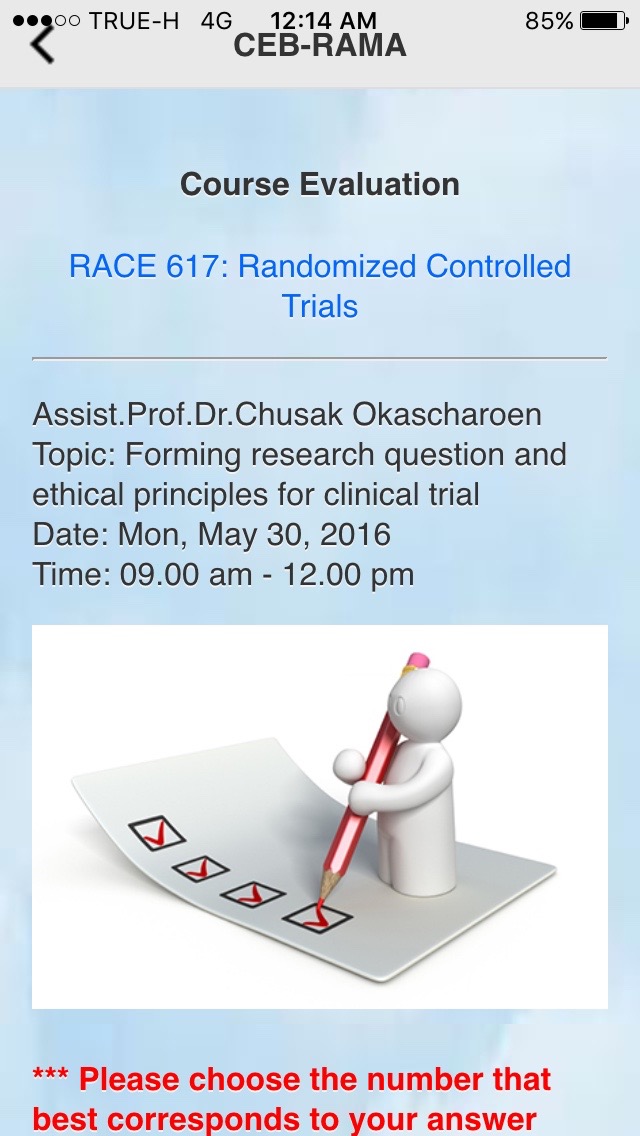 TRUE-H 4G 12:14 AM 85%
CEB-RAMA
Course Evaluation
RACE 617: Randomized Controlled
Trials
Assist.Prof.Dr.Chusak Okascharoen
Topic: Forming research question and
ethical principles for clinical trial
Date: Mon, May 30, 2016
Time: 09.00 am - 12.00 pm
*** Please choose the number that
best corresponds to your answer